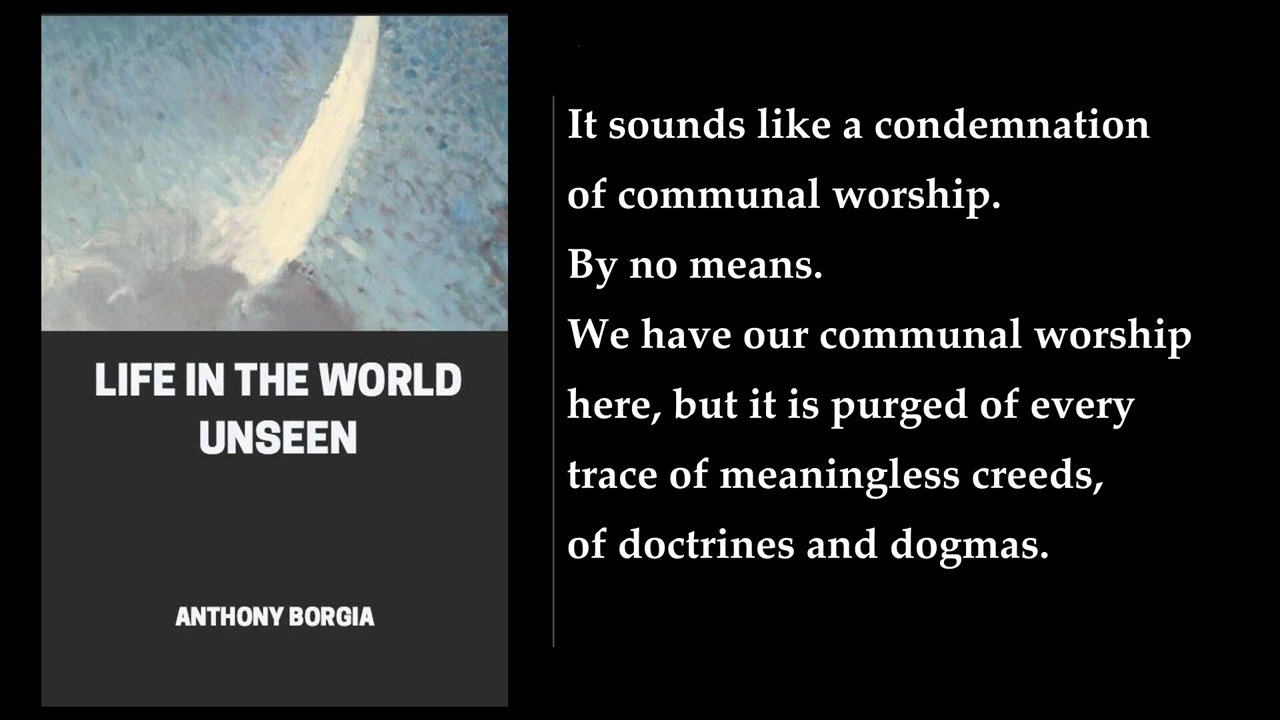 LIFE IN THE WORLD
UNSEEN
ANTHONY BORGIA
It sounds like a condemnation
of communal worship.
By no means.
We have our communal worship
here, but it is purged of every
trace of meaningless creeds,
of doctrines and dogmas.